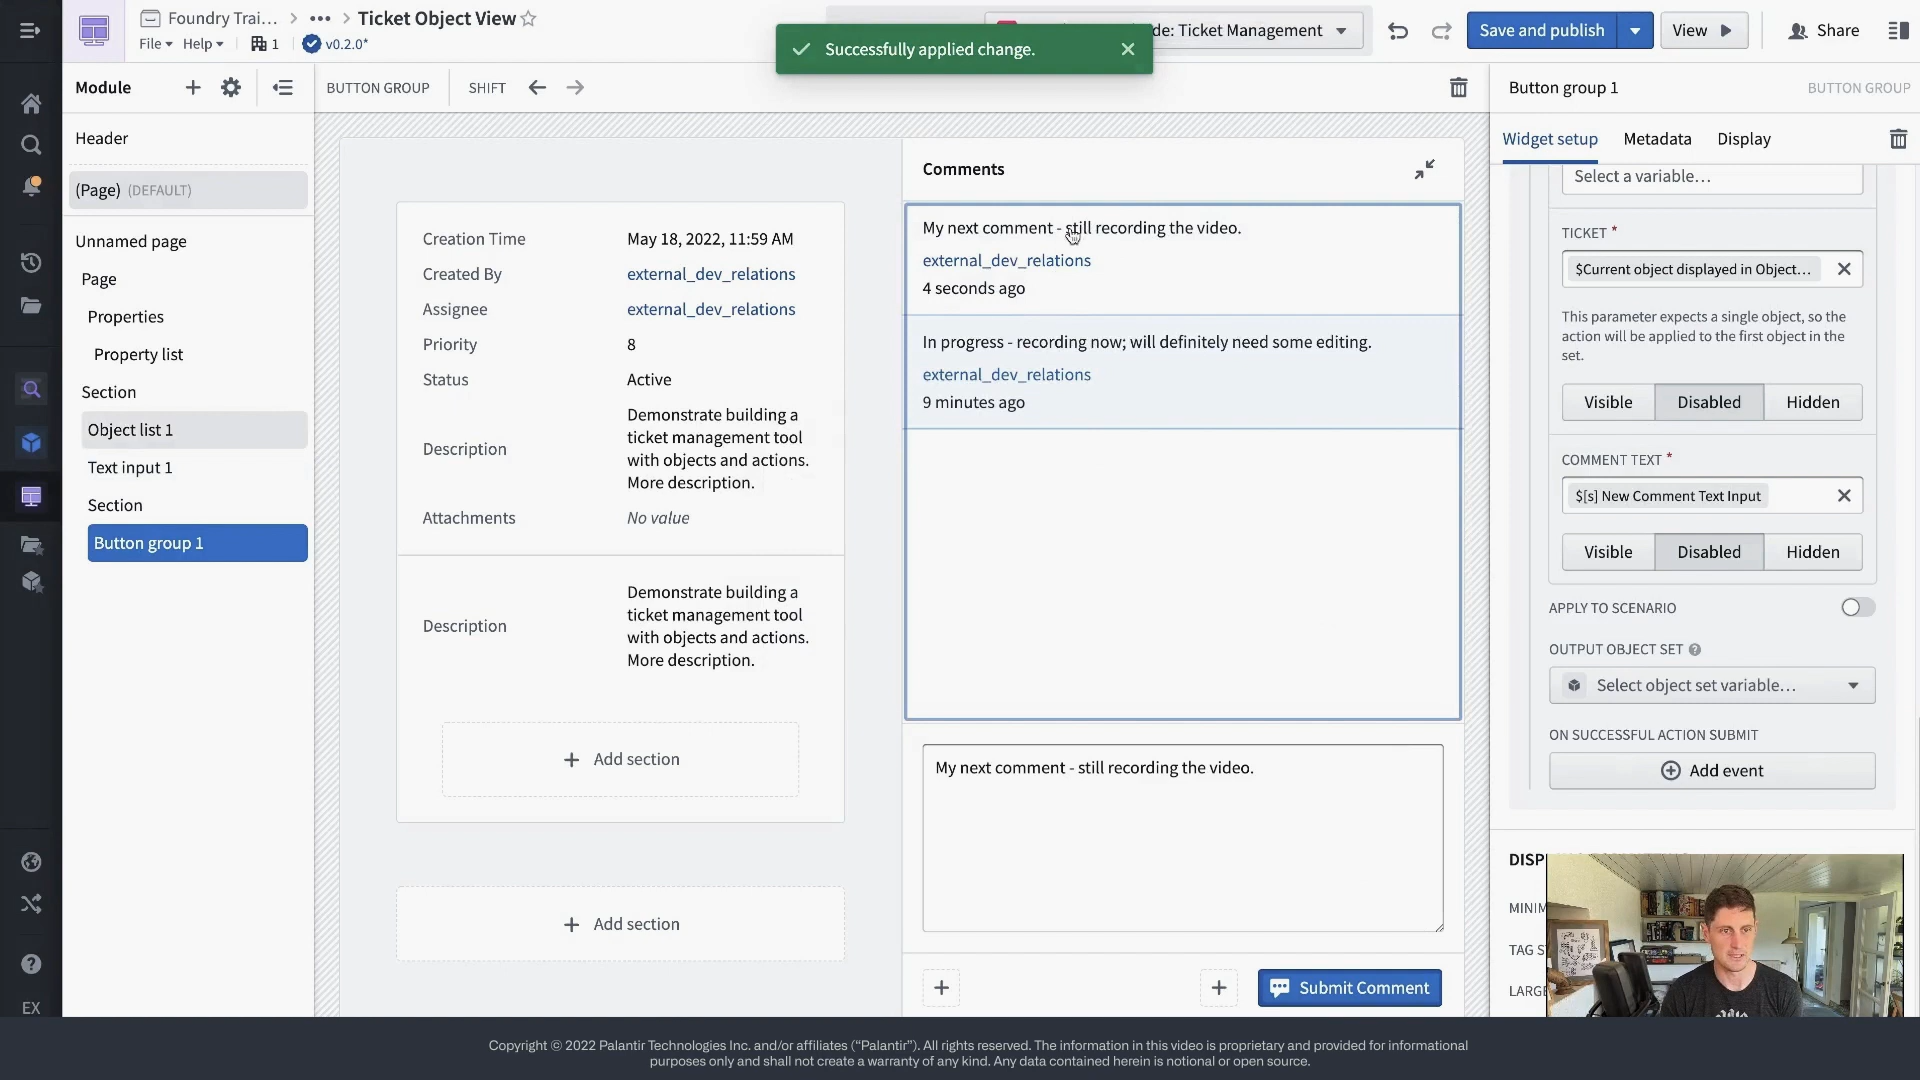 Foundry Trai... > ••• > Ticket Object View
File Help 1 v0.2.0*
de: Ticket Management
Save and publish
View
Share
Successfully applied change.
Module
BUTTON GROUP
SHIFT
Button group 1
BUTTON GROUP
Widget setup
Metadata
Display
Header
(Page) (DEFAULT)
Unnamed page
Page
Properties
Property list
Section
Object list 1
Text input 1
Section
Button group 1
Creation Time May 18, 2022, 11:59 AM
Created By external_dev_relations
Assignee external_dev_relations
Priority 8
Status Active
Description
Demonstrate building a
ticket management tool
with objects and actions.
More description.
Attachments No value
Description
Demonstrate building a
ticket management tool
with objects and actions.
More description.
+ Add section
+ Add section
Comments
My next comment - still recording the video.
external_dev_relations
4 seconds ago
In progress - recording now; will definitely need some editing.
external_dev_relations
9 minutes ago
My next comment - still recording the video.
Submit Comment
Select a variable...
TICKET *
$Current object displayed in Object...
This parameter expects a single object, so the
action will be applied to the first object in the
set.
Visible Disabled Hidden
COMMENT TEXT *
$[s] New Comment Text Input
Visible Disabled Hidden
APPLY TO SCENARIO
OUTPUT OBJECT SET
Select object set variable...
ON SUCCESSFUL ACTION SUBMIT
Add event
DISP
MINIM
TAG S
LARGE
EX
Copyright © 2022 Palantir Technologies Inc. and/or affiliates (“Palantir”). All rights reserved. The information in this video is proprietary and provided for informational
purposes only and shall not create a warranty of any kind. Any data contained herein is notional or open source.